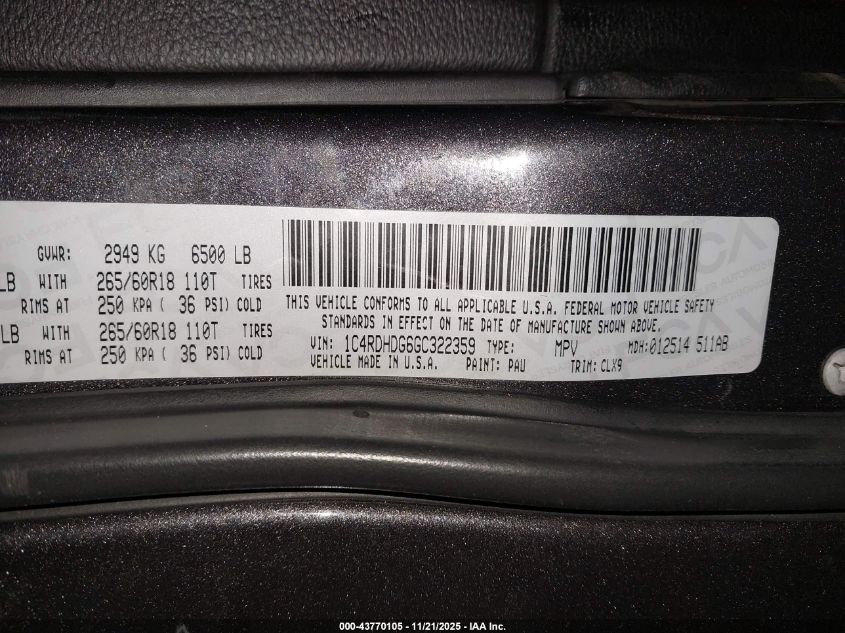 GVWR: 2949 KG 6500 LB
LB WITH 265/60R18 110T TIRES
RIMS AT 250 KPA ( 36 PSI) COLD
LB WITH 265/60R18 110T TIRES
RIMS AT 250 KPA ( 36 PSI) COLD
THIS VEHICLE CONFORMS TO ALL APPLICABLE U.S.A. FEDERAL MOTOR VEHICLE SAFETY
STANDARDS IN EFFECT ON THE DATE OF MANUFACTURE SHOWN ABOVE.
VIN: 1C4RDHDG6GC322359 TYPE: MPV MDH:012514 511AB
VEHICLE MADE IN U.S.A. PAINT: PAU TRIM: CLX9
000-43770105 - 11/21/2025 - IAA Inc.